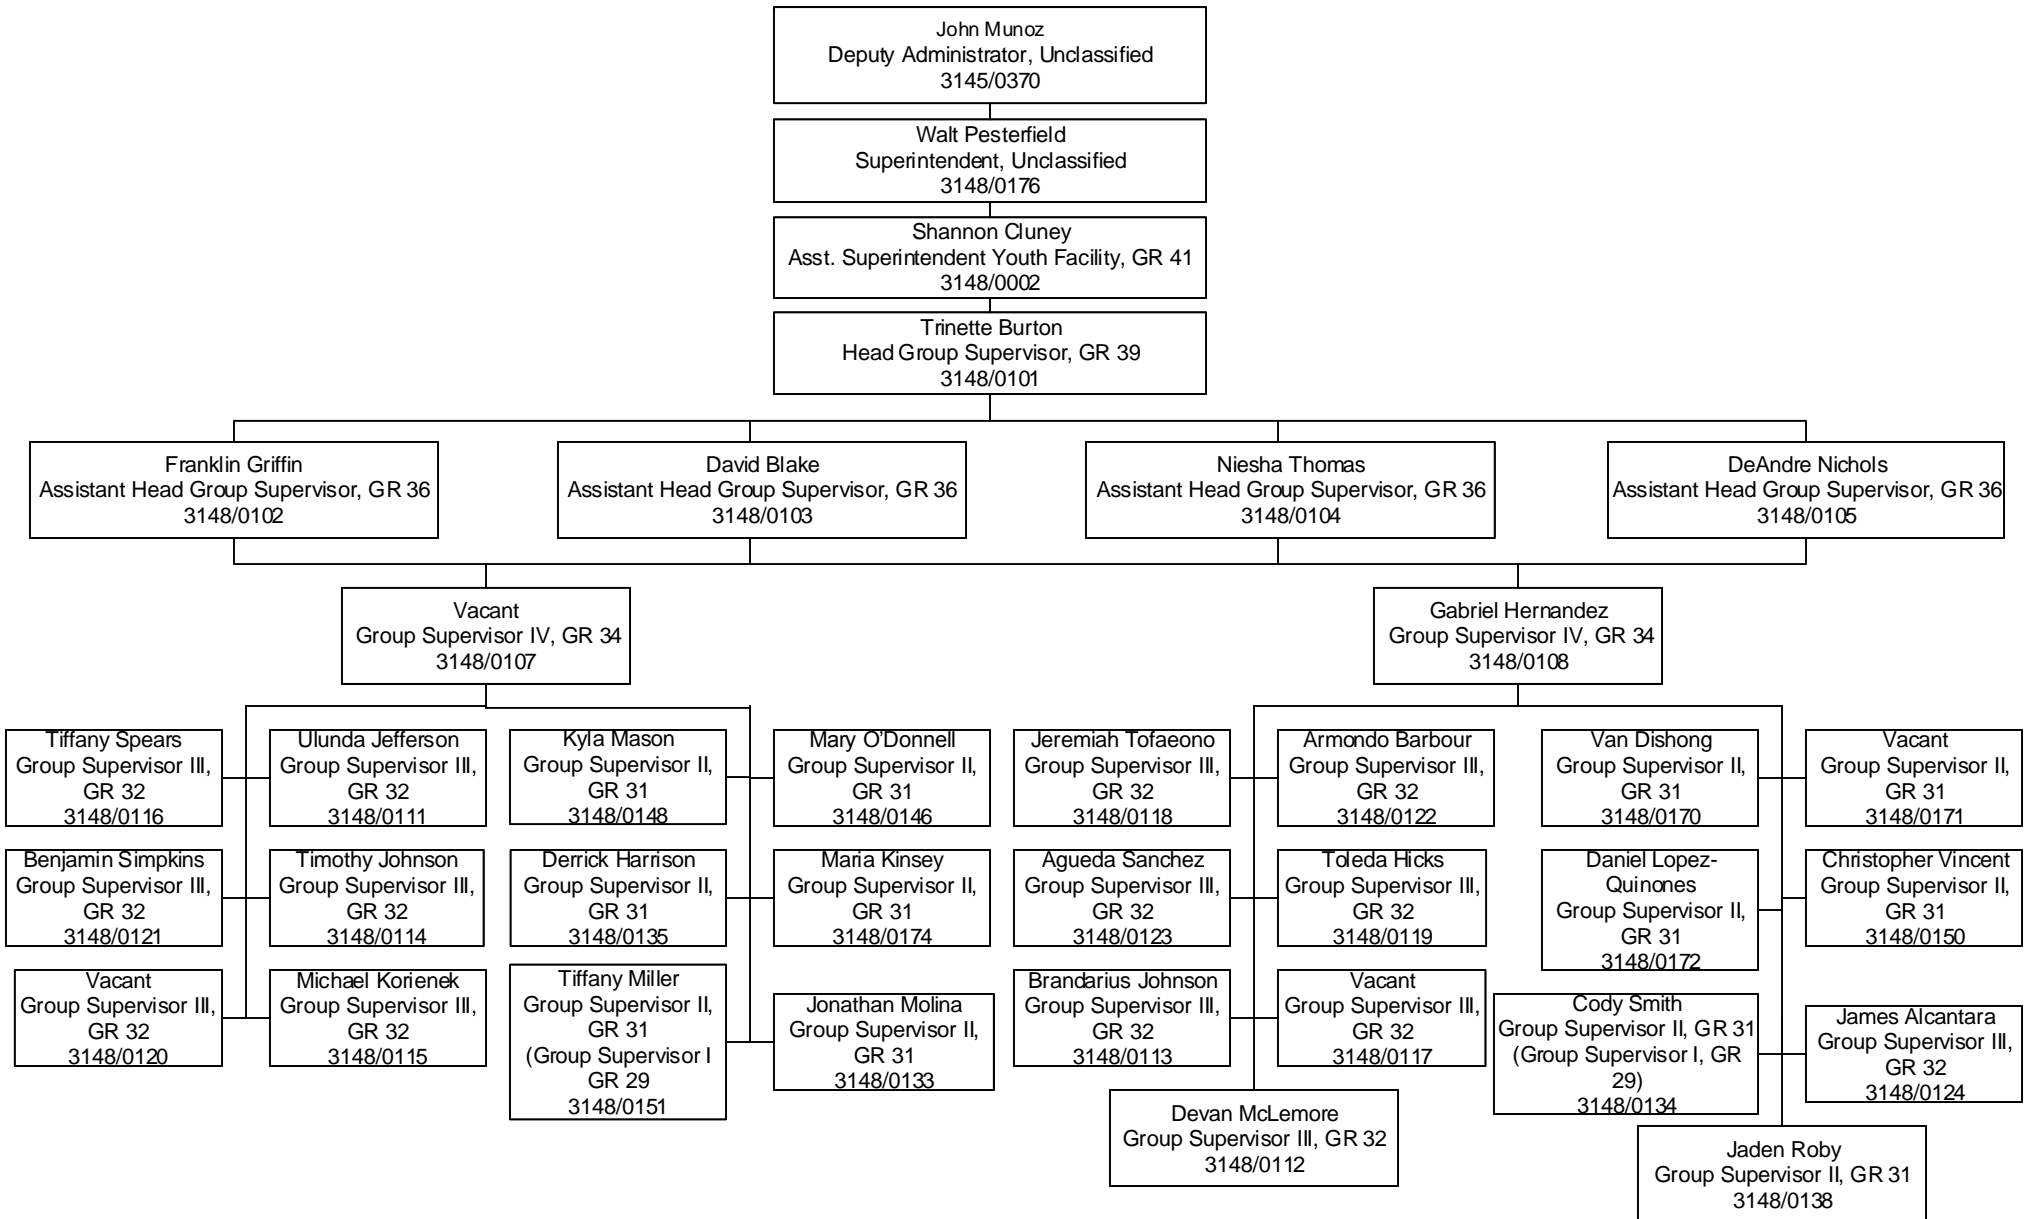 John Munoz
Deputy Administrator, Unclassified
3145/0370
Walt Pesterfield
Superintendent, Unclassified
3148/0176
Shannon Cluney
Asst. Superintendent Youth Facility, GR 41
3148/0002
Trinette Burton
Head Group Supervisor, GR 39
3148/0101
Franklin Griffin
Assistant Head Group Supervisor, GR 36
3148/0102
David Blake
Assistant Head Group Supervisor, GR 36
3148/0103
Niesha Thomas
Assistant Head Group Supervisor, GR 36
3148/0104
DeAndre Nichols
Assistant Head Group Supervisor, GR 36
3148/0105
Vacant
Group Supervisor IV, GR 34
3148/0107
Gabriel Hernandez
Group Supervisor IV, GR 34
3148/0108
Tiffany Spears
Group Supervisor III,
GR 32
3148/0116
Ulunda Jefferson
Group Supervisor III,
GR 32
3148/0111
Kyla Mason
Group Supervisor II,
GR 31
3148/0148
Mary O’Donnell
Group Supervisor II,
GR 31
3148/0146
Jeremiah Tofaeono
Group Supervisor III,
GR 32
3148/0118
Armondo Barbour
Group Supervisor III,
GR 32
3148/0122
Van Dishong
Group Supervisor II,
GR 31
3148/0170
Vacant
Group Supervisor II,
GR 31
3148/0171
Benjamin Simpkins
Group Supervisor III,
GR 32
3148/0121
Timothy Johnson
Group Supervisor III,
GR 32
3148/0114
Derrick Harrison
Group Supervisor II,
GR 31
3148/0135
Maria Kinsey
Group Supervisor II,
GR 31
3148/0174
Agueda Sanchez
Group Supervisor III,
GR 32
3148/0123
Toleda Hicks
Group Supervisor III,
GR 32
3148/0119
Daniel Lopez-
Quinones
Group Supervisor II,
GR 31
3148/0172
Christopher Vincent
Group Supervisor II,
GR 31
3148/0150
Vacant
Group Supervisor III,
GR 32
3148/0120
Michael Korienek
Group Supervisor III,
GR 32
3148/0115
Tiffany Miller
Group Supervisor II,
GR 31
(Group Supervisor I
GR 29
3148/0151
Jonathan Molina
Group Supervisor II,
GR 31
3148/0133
Brandarius Johnson
Group Supervisor III,
GR 32
3148/0113
Vacant
Group Supervisor III,
GR 32
3148/0117
Cody Smith
Group Supervisor II, GR 31
(Group Supervisor I, GR
29)
3148/0134
James Alcantara
Group Supervisor III,
GR 32
3148/0124
Devan McLemore
Group Supervisor III, GR 32
3148/0112
Jaden Roby
Group Supervisor II, GR 31
3148/0138